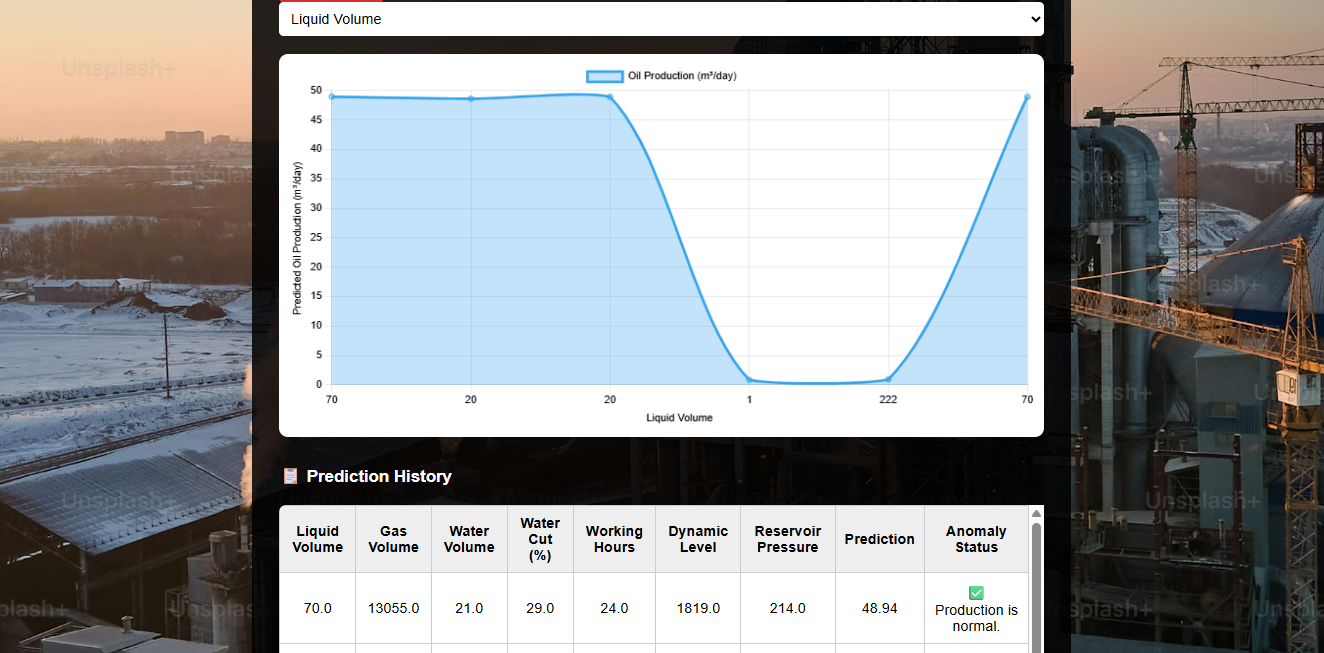 Liquid Volume
Unsplash+
Oil Production (m³/day)
Predicted Oil Production (m³/day)
50
45
40
35
30
25
20
15
10
5
0
70
20
20
1
222
70
Liquid Volume
📋 Prediction History
Liquid Volume
Gas Volume
Water Volume
Water Cut (%)
Working Hours
Dynamic Level
Reservoir Pressure
Prediction
Anomaly Status
70.0
13055.0
21.0
29.0
24.0
1819.0
214.0
48.94
✅
Production is
normal.
Unsplash+
Unsplash+